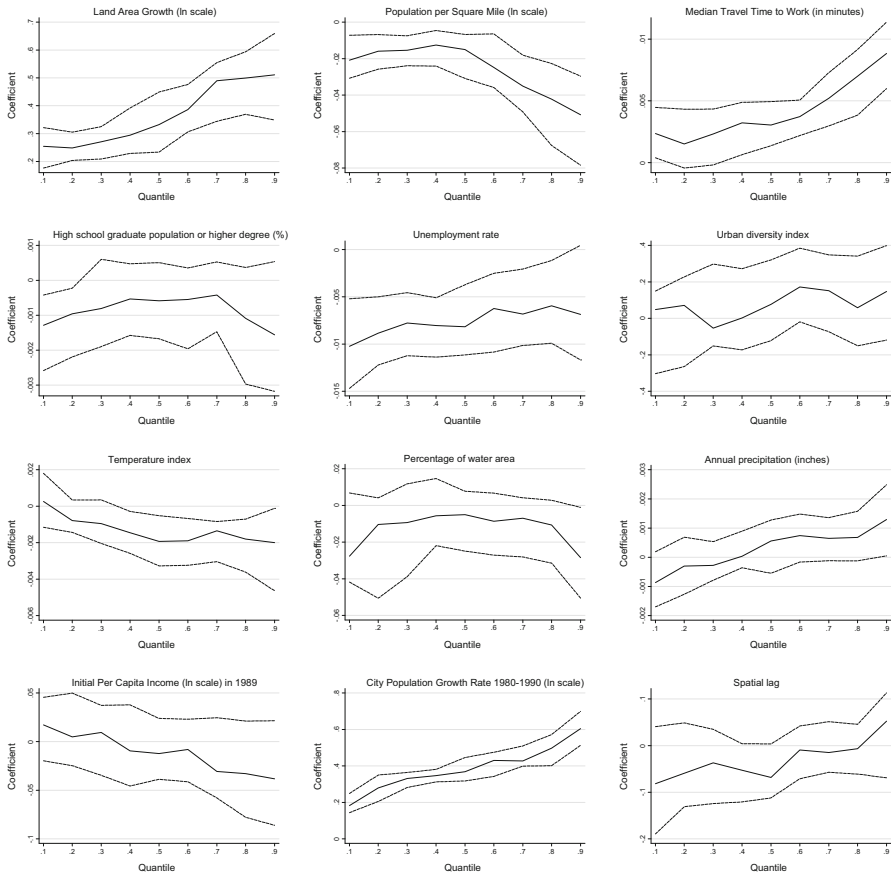 Land Area Growth (ln scale)
Coefficient
.7
.6
.5
.4
.3
.2
.1 .2 .3 .4 .5 .6 .7 .8 .9
Quantile
Population per Square Mile (ln scale)
Coefficient
0
-.02
-.04
-.06
-.08
.1 .2 .3 .4 .5 .6 .7 .8 .9
Quantile
Median Travel Time to Work (in minutes)
Coefficient
.01
.005
0
.1 .2 .3 .4 .5 .6 .7 .8 .9
Quantile
High school graduate population or higher degree (%)
Coefficient
.001
0
-.001
-.002
-.003
.1 .2 .3 .4 .5 .6 .7 .8 .9
Quantile
Unemployment rate
Coefficient
0
-.005
-.01
-.015
.1 .2 .3 .4 .5 .6 .7 .8 .9
Quantile
Urban diversity index
Coefficient
.4
.2
0
-.2
-.4
.1 .2 .3 .4 .5 .6 .7 .8 .9
Quantile
Temperature index
Coefficient
.002
0
-.002
-.004
-.006
.1 .2 .3 .4 .5 .6 .7 .8 .9
Quantile
Percentage of water area
Coefficient
.02
0
-.02
-.04
-.06
.1 .2 .3 .4 .5 .6 .7 .8 .9
Quantile
Annual precipitation (inches)
Coefficient
.003
.002
.001
0
-.001
-.002
.1 .2 .3 .4 .5 .6 .7 .8 .9
Quantile
Initial Per Capita Income (ln scale) in 1989
Coefficient
.05
0
-.05
-.1
.1 .2 .3 .4 .5 .6 .7 .8 .9
Quantile
City Population Growth Rate 1980-1990 (ln scale)
Coefficient
.8
.6
.4
.2
0
.1 .2 .3 .4 .5 .6 .7 .8 .9
Quantile
Spatial lag
Coefficient
.1
0
-.1
-.2
.1 .2 .3 .4 .5 .6 .7 .8 .9
Quantile